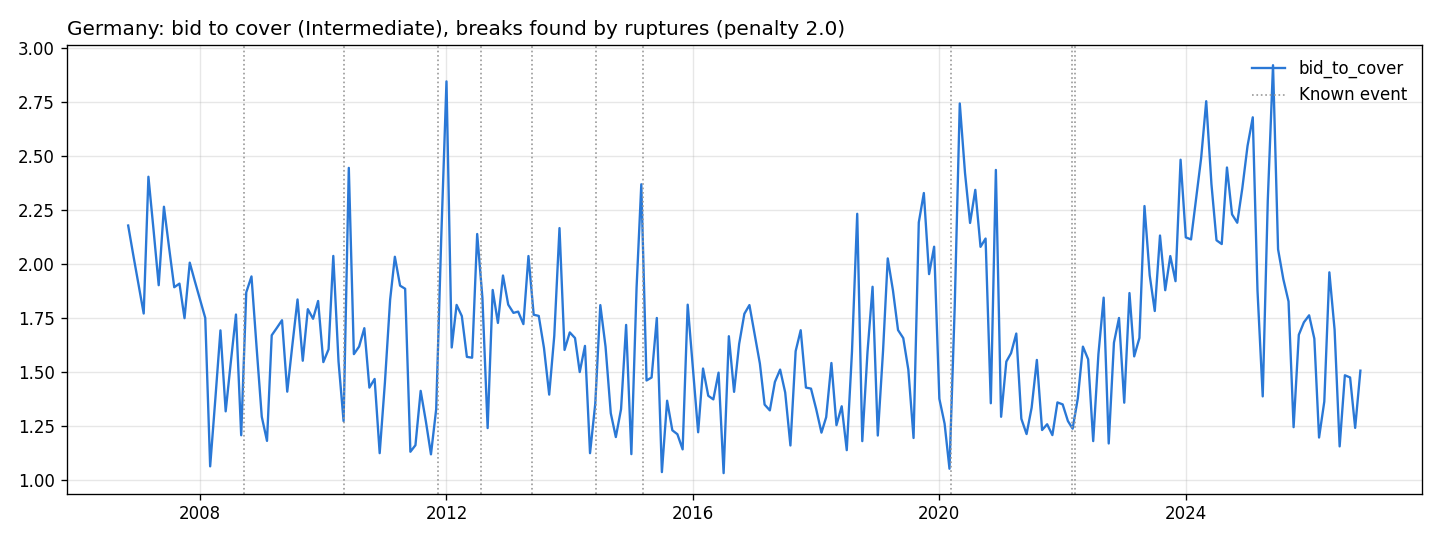 Germany: bid to cover (Intermediate), breaks found by ruptures (penalty 2.0)
3.00
2.75
2.50
2.25
2.00
1.75
1.50
1.25
1.00
bid_to_cover
Known event
2008 2012 2016 2020 2024